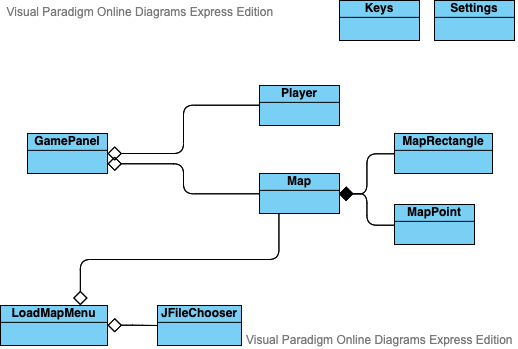 Visual Paradigm Online Diagrams Express Edition
Keys
Settings
Player
GamePanel
MapRectangle
Map
MapPoint
LoadMapMenu
JFileChooser
Visual Paradigm Online Diagrams Express Edition